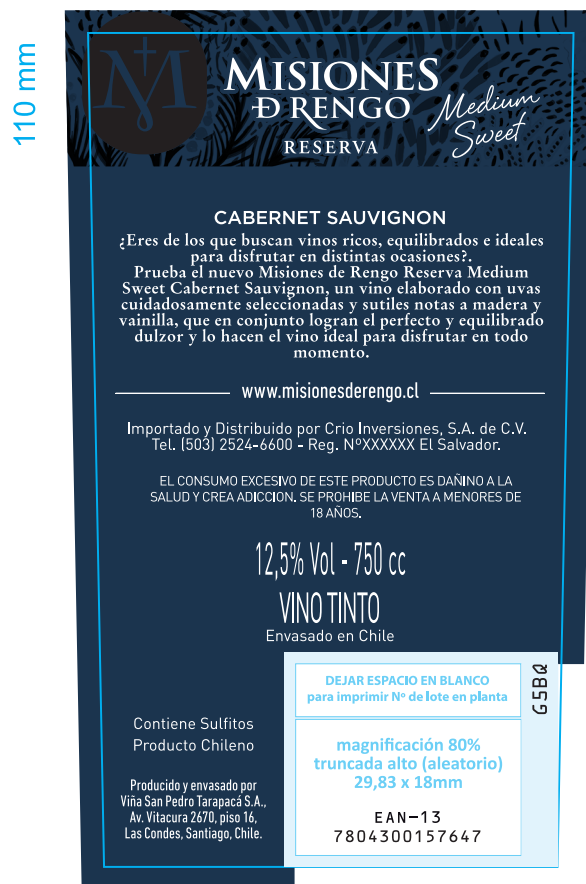 110 mm
M
MISIONES
D RENGO
RESERVA
Medium
Sweet
CABERNET SAUVIGNON
¿Eres de los que buscan vinos ricos, equilibrados e ideales
para disfrutar en distintas ocasiones?.
Prueba el nuevo Misiones de Rengo Reserva Medium
Sweet Cabernet Sauvignon, un vino elaborado con uvas
cuidadosamente seleccionadas y sutiles notas a madera y
vainilla, que en conjunto logran el perfecto y equilibrado
dulzor y lo hacen el vino ideal para disfrutar en todo
momento.
www.misionesderengo.cl
Importado y Distribuido por Crio Inversiones, S.A. de C.V.
Tel. (503) 2524-6600 - Reg. NºXXXXXX El Salvador.
EL CONSUMO EXCESIVO DE ESTE PRODUCTO ES DAÑINO A LA
SALUD Y CREA ADICCION. SE PROHIBE LA VENTA A MENORES DE
18 AÑOS.
12,5% Vol - 750 cc
VINO TINTO
Envasado en Chile
Contiene Sulfitos
Producto Chileno
Producido y envasado por
Viña San Pedro Tarapacá S.A.,
Av. Vitacura 2670, piso 16,
Las Condes, Santiago, Chile.
DEJAR ESPACIO EN BLANCO
para imprimir Nº de lote en planta
G5BQ
magnificación 80%
truncada alto (aleatorio)
29,83 x 18mm
EAN-13
7804300157647